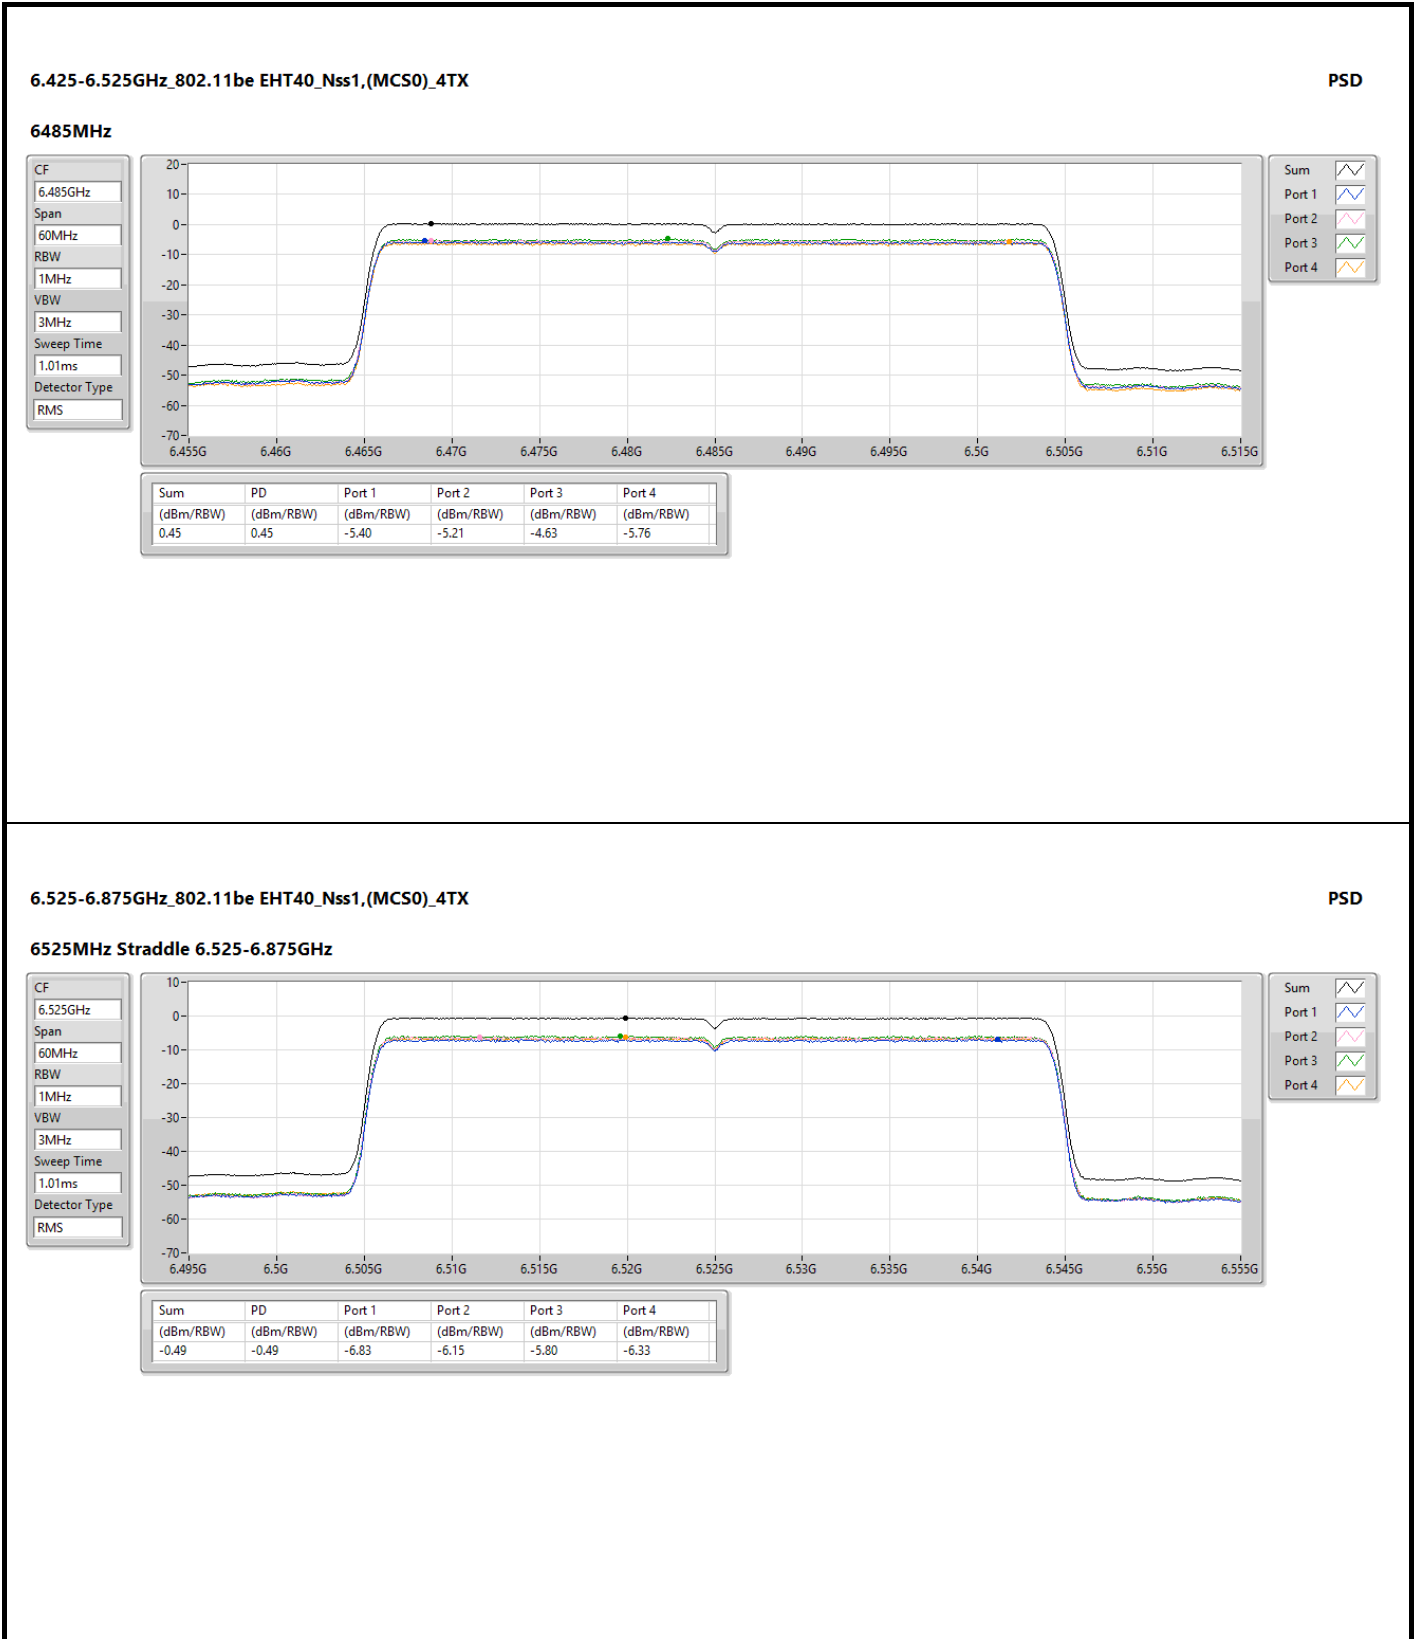 6.425-6.525GHz_802.11be EHT40_Nss1,(MCS0)_4TX PSD
6485MHz
CF
6.485GHz
Span
60MHz
RBW
1MHz
VBW
3MHz
Sweep Time
1.01ms
Detector Type
RMS
20
10
0
-10
-20
-30
-40
-50
-60
-70
6.455G 6.46G 6.465G 6.47G 6.475G 6.48G 6.485G 6.49G 6.495G 6.5G 6.505G 6.51G 6.515G
Sum
Port 1
Port 2
Port 3
Port 4
Sum PD Port 1 Port 2 Port 3 Port 4
(dBm/RBW) (dBm/RBW) (dBm/RBW) (dBm/RBW) (dBm/RBW) (dBm/RBW)
0.45 0.45 -5.40 -5.21 -4.63 -5.76
6.525-6.875GHz_802.11be EHT40_Nss1,(MCS0)_4TX PSD
6525MHz Straddle 6.525-6.875GHz
CF
6.525GHz
Span
60MHz
RBW
1MHz
VBW
3MHz
Sweep Time
1.01ms
Detector Type
RMS
10
0
-10
-20
-30
-40
-50
-60
-70
6.495G 6.5G 6.505G 6.51G 6.515G 6.52G 6.525G 6.53G 6.535G 6.54G 6.545G 6.55G 6.555G
Sum
Port 1
Port 2
Port 3
Port 4
Sum PD Port 1 Port 2 Port 3 Port 4
(dBm/RBW) (dBm/RBW) (dBm/RBW) (dBm/RBW) (dBm/RBW) (dBm/RBW)
-0.49 -0.49 -6.83 -6.15 -5.80 -6.33